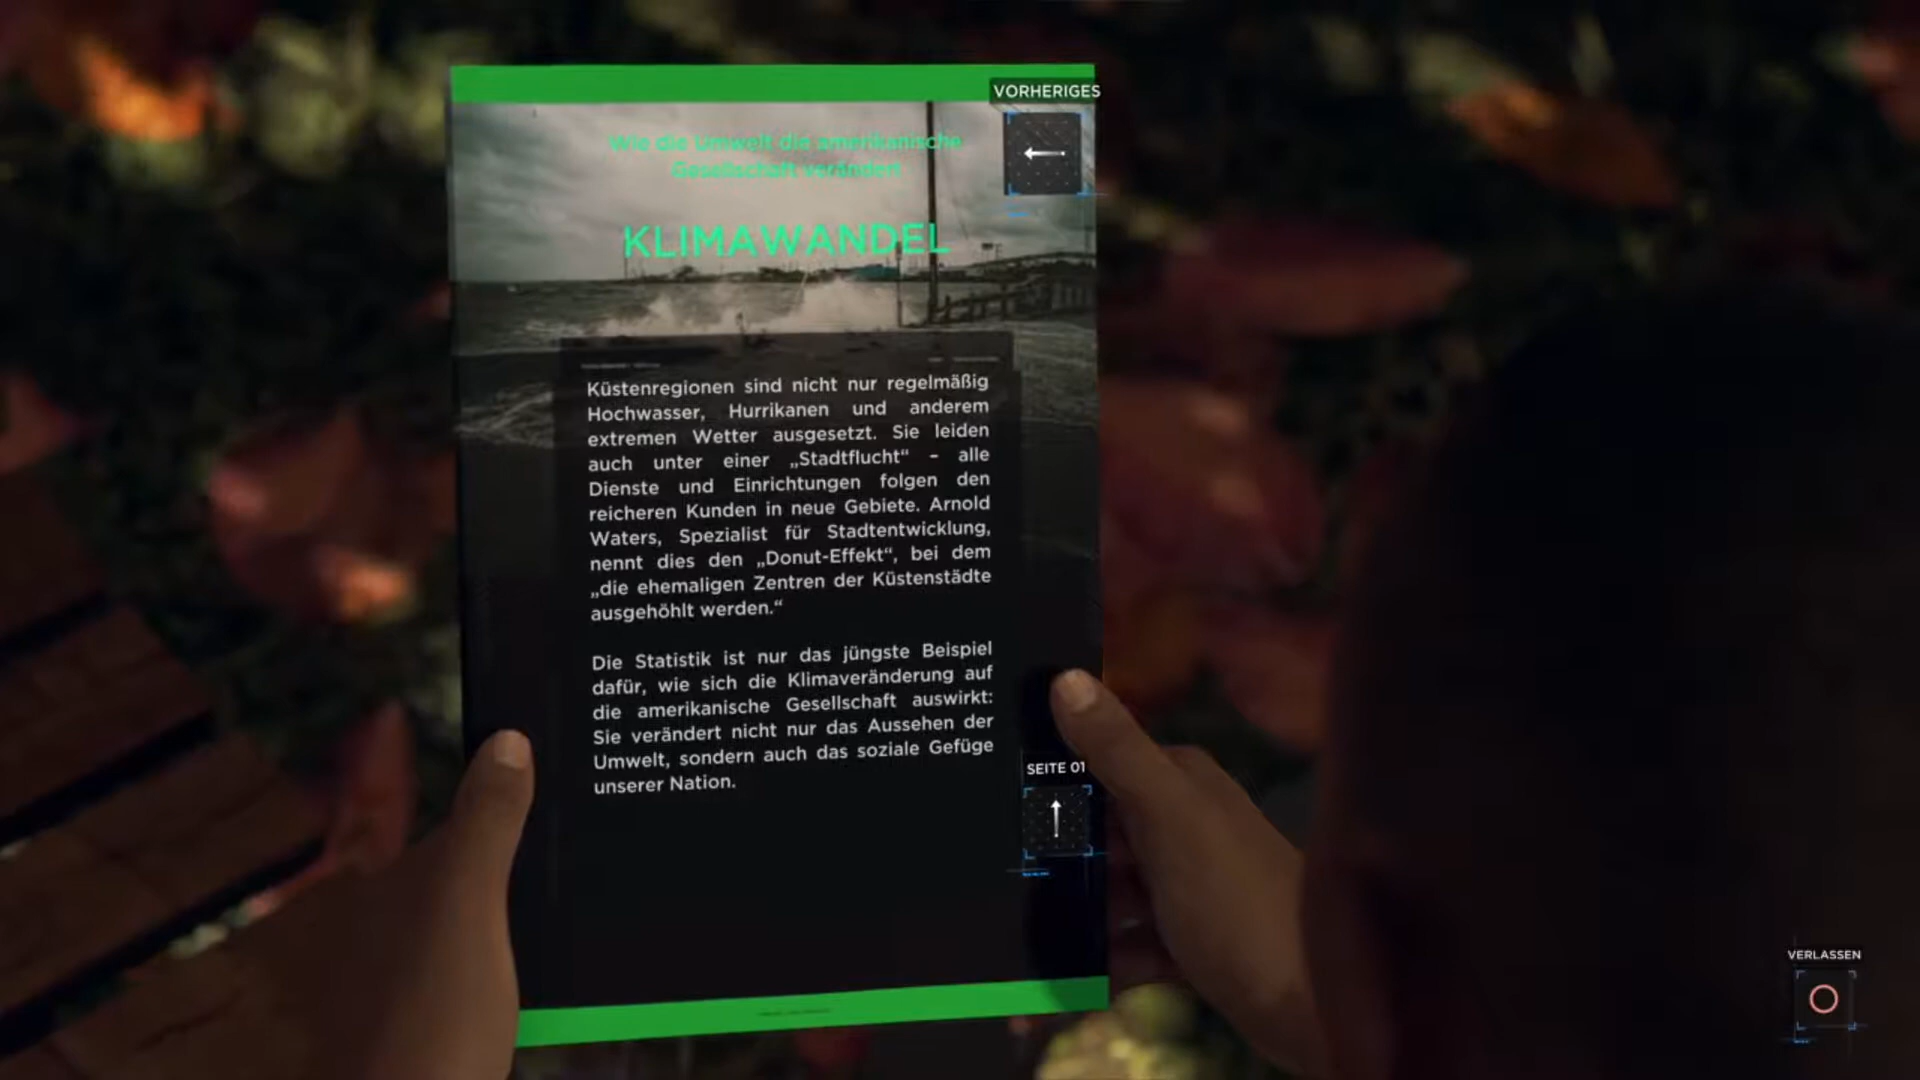 VORHERIGES
Wie die Umwelt die amerikanische
Gesellschaft verändert
KLIMAWANDEL
Küstenregionen sind nicht nur regelmäßig
Hochwasser, Hurrikanen und anderem
extremen Wetter ausgesetzt. Sie leiden
auch unter einer „Stadtflucht“ – alle
Dienste und Einrichtungen folgen den
reicheren Kunden in neue Gebiete. Arnold
Waters, Spezialist für Stadtentwicklung,
nennt dies den „Donut-Effekt“, bei dem
„die ehemaligen Zentren der Küstenstädte
ausgehöhlt werden.“
Die Statistik ist nur das jüngste Beispiel
dafür, wie sich die Klimaveränderung auf
die amerikanische Gesellschaft auswirkt:
Sie verändert nicht nur das Aussehen der
Umwelt, sondern auch das soziale Gefüge
unserer Nation.
SEITE 01
VERLASSEN